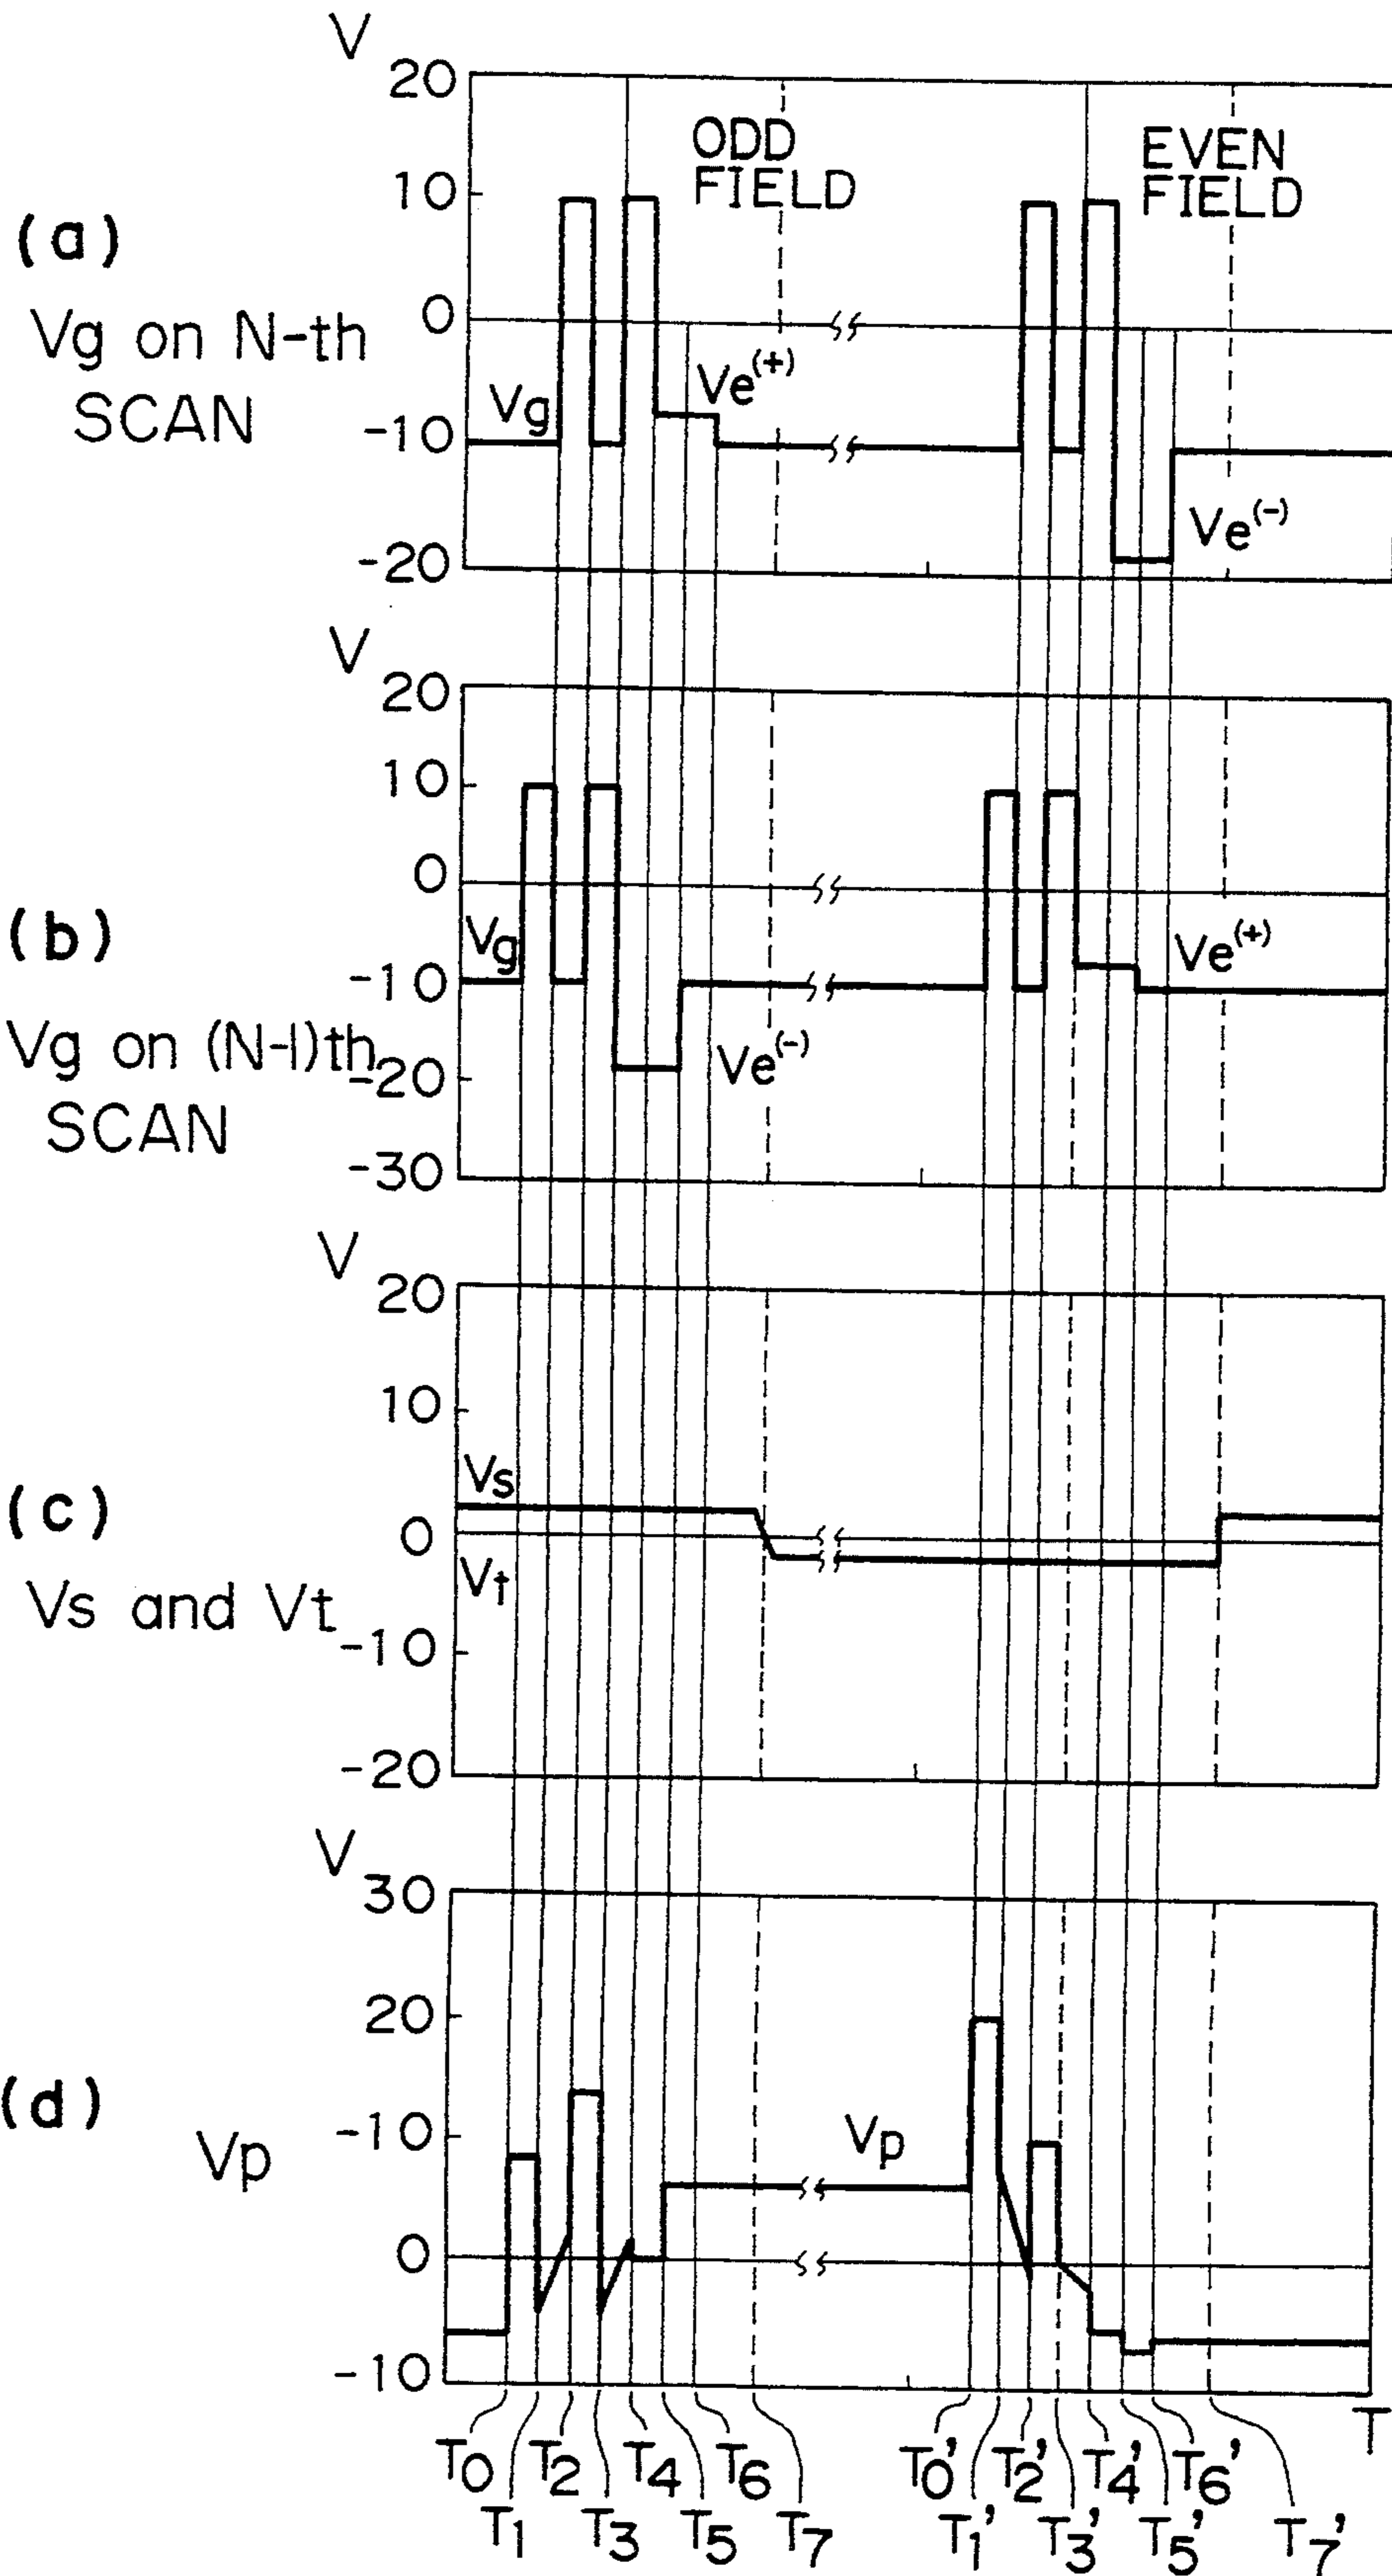 V
20
ODD
FIELD
EVEN
FIELD
10
(a)
0
Vg on N-th
SCAN
Vg
Ve(+)
-10
Ve(-)
-20
V
20
10
0
(b)
Vg
Ve(+)
-10
Vg on (N-1)th
SCAN
Ve(-)
-20
-30
V
20
10
Vs
(c)
0
Vt
Vs and Vt
-10
-20
V
30
20
(d)
-10
Vp
Vp
0
-10
T
T0 T2 T4 T6 T0' T2' T4' T6'
T1 T3 T5 T7 T1' T3' T5' T7'